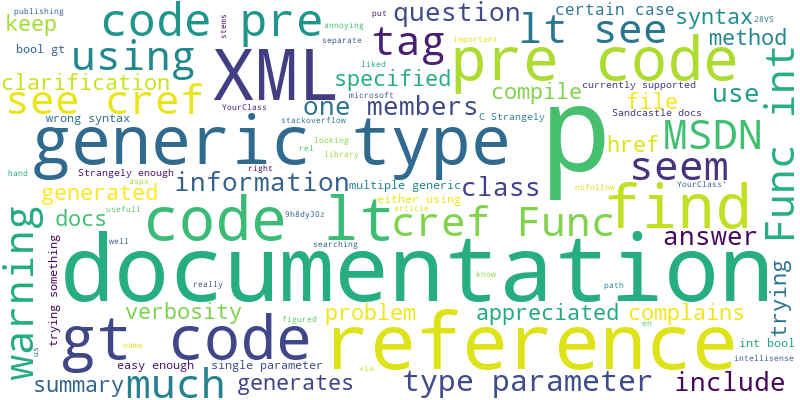 publishing
keep
code pre
stems
annoying
put
separate
question
important
certain case
lt see
syntax
28VS
method
bool gt
using
XML
tag
pre code
liked
microsoft
specified
clarification
see cref
YourClass
one members
compile
currently supported
file
use
Sandcastle docs
wrong syntax
stackoverflow
C Strangely
generic type
p
href
MSDN
looking
rel
library
right
Strangely enough
hand
aspx
generated
information
multiple generic
class
seem
nofollow
YourClass'
Func int
usefull
docs
code lt
either using
article
cref Func
find
9h8dy30z
answer
Warning
trying something
well
searching
documentation
really
know
path
trying
verbosity
figured
problem
appreciated
complains
en
us
name
gt code
reference
int bool
via
intellisense
easy enough
single parameter
summary
much
generates
type parameter
include